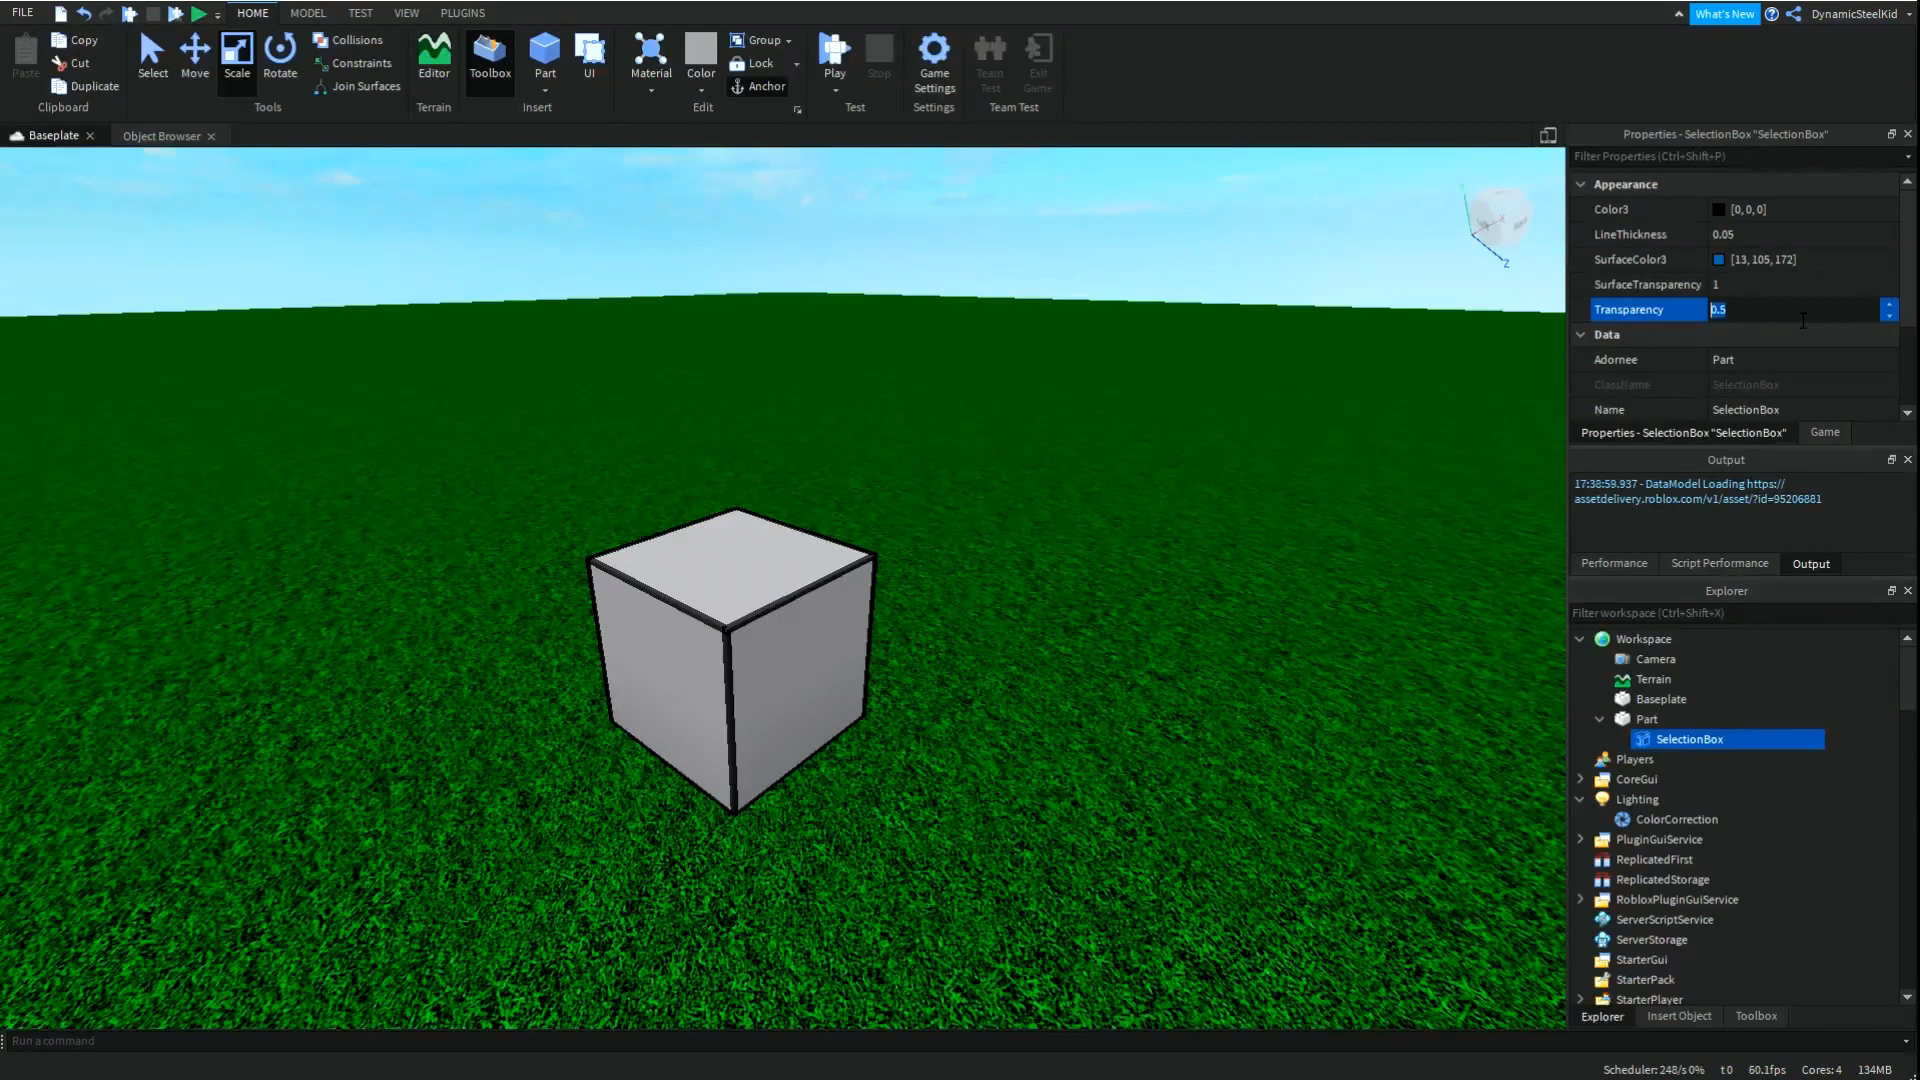 FILE
HOME
MODEL
TEST
VIEW
PLUGINS
What's New
DynamicSteelKid
Paste
Copy
Cut
Duplicate
Clipboard
Select
Move
Scale
Rotate
Collisions
Constraints
Join Surfaces
Tools
Editor
Terrain
Toolbox
Part
UI
Insert
Material
Color
Group
Lock
Anchor
Edit
Play
Stop
Test
Game
Settings
Settings
Team
Test
Exit
Game
Team Test
Baseplate
Object Browser
Z
Properties - SelectionBox "SelectionBox"
Filter Properties (Ctrl+Shift+P)
Appearance
Color3 [0, 0, 0]
LineThickness 0.05
SurfaceColor3 [13, 105, 172]
SurfaceTransparency 1
Transparency 0.5
Data
Adornee Part
ClassName SelectionBox
Name SelectionBox
Properties - SelectionBox "SelectionBox" Game
Output
17:38:59.937 - DataModel Loading https://
assetdelivery.roblox.com/v1/asset/?id=95206881
Performance Script Performance Output
Explorer
Filter workspace (Ctrl+Shift+X)
Workspace
Camera
Terrain
Baseplate
Part
SelectionBox
Players
CoreGui
Lighting
ColorCorrection
PluginGuiService
ReplicatedFirst
ReplicatedStorage
RobloxPluginGuiService
ServerScriptService
ServerStorage
StarterGui
StarterPack
StarterPlayer
Explorer Insert Object Toolbox
Run a command
Scheduler: 248/s 0% t 0 60.1fps Cores: 4 134MB